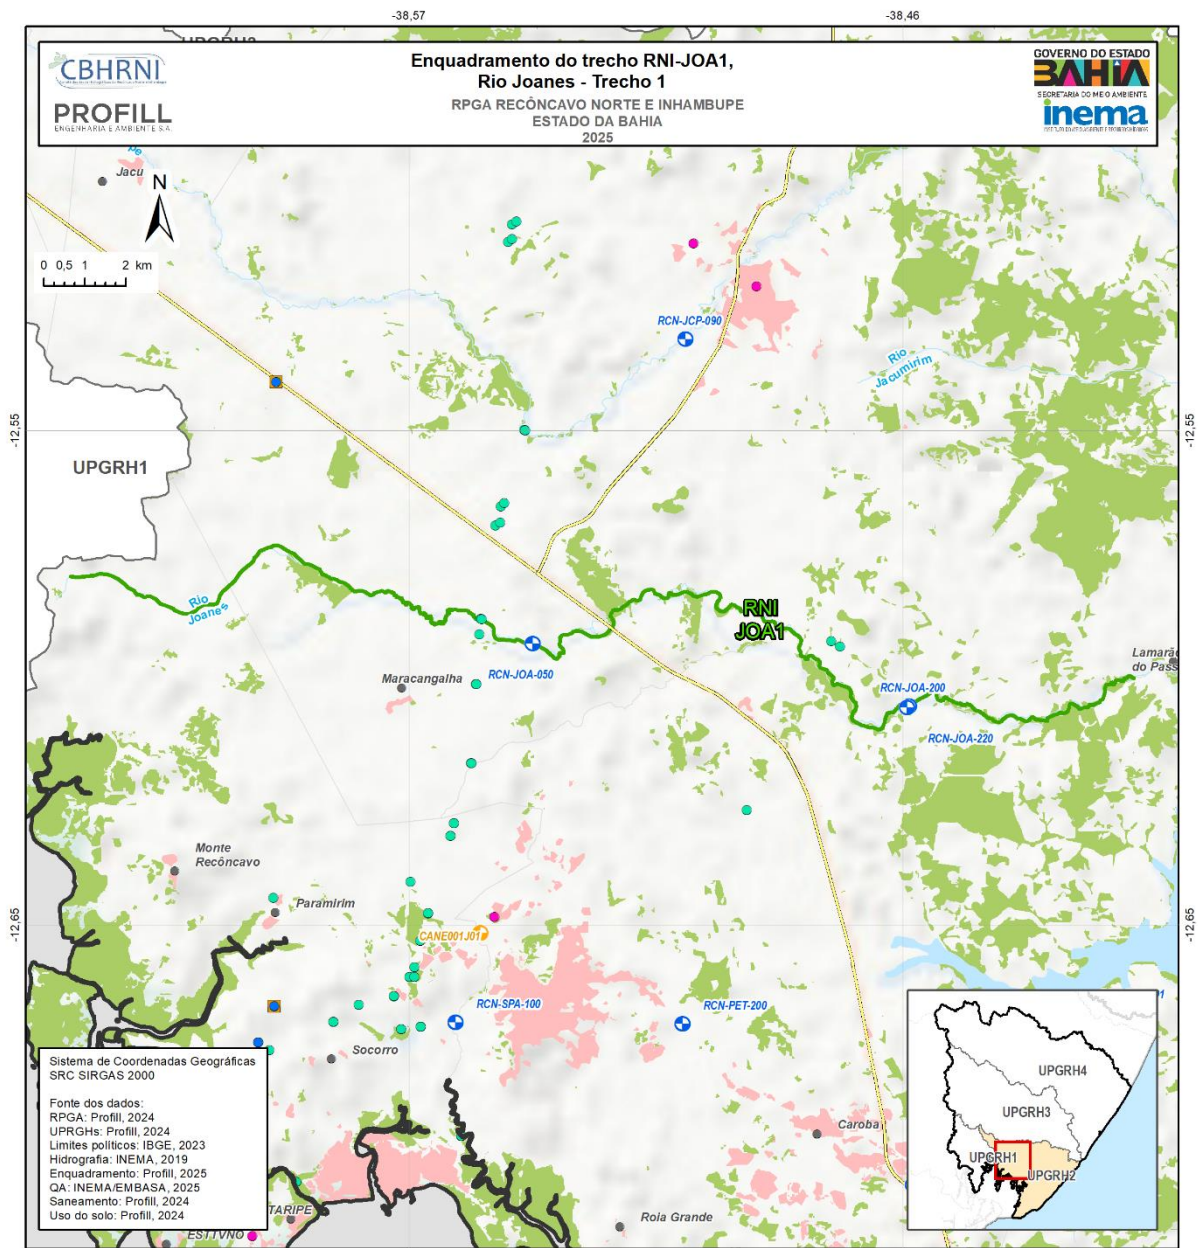 -38,57
-38,46
CBHRNI
PROFILL
ENGENHARIA E AMBIENTE S.A.
Enquadramento do trecho RNI-JOA1,
Rio Joanes - Trecho 1
RPGA RECÔNCAVO NORTE E INHAMBUPE
ESTADO DA BAHIA
2025
GOVERNO DO ESTADO
BAHIA
SECRETARIA DO MEIO AMBIENTE
inema
Jacu
N
0 0,5 1 2 km
RCN-JCP-090
Rio
Jacumirim
-12,55
-12,55
UPGRH1
Rio
Joanes
RNI
JOA1
RCN-JOA-050
Maracangalha
Lamarão
do Pass
RCN-JOA-200
RCN-JOA-220
Monte
Recôncavo
Paramirim
-12,65
-12,65
CANE001J01
RCN-SPA-100
RCN-PET-200
Socorro
Sistema de Coordenadas Geográficas
SRC SIRGAS 2000
Fonte dos dados:
RPGA: Profill, 2024
UPRGHs: Profill, 2024
Limites políticos: IBGE, 2023
Hidrografia: INEMA, 2019
Enquadramento: Profill, 2025
QA: INEMA/EMBASA, 2025
Saneamento: Profill, 2024
Uso do solo: Profill, 2024
TARIPE
Caroba
Roia Grande
UPGRH4
UPGRH3
UPGRH1
UPGRH2